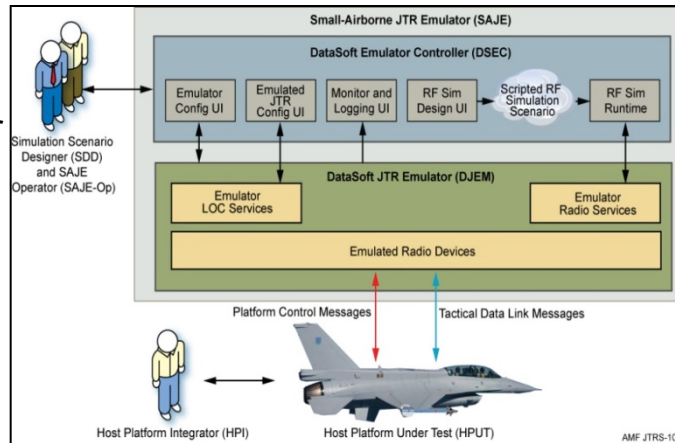 Small-Airborne JTR Emulator (SAJE)
DataSoft Emulator Controller (DSEC)
Emulator
Config UI
Emulated
JTR
Config UI
Monitor and
Logging UI
RF Sim
Design UI
Scripted RF
Simulation
Scenario
RF Sim
Runtime
Simulation Scenario
Designer (SDD)
and SAJE
Operator (SAJE-Op)
DataSoft JTR Emulator (DJEM)
Emulator
LOC Services
Emulator
Radio Services
Emulated Radio Devices
Platform Control
Messages
Tactical Data Link Messages
Host Platform Integrator (HPI)
Host Platform Under Test (HPUT)
AMF JTRS-10